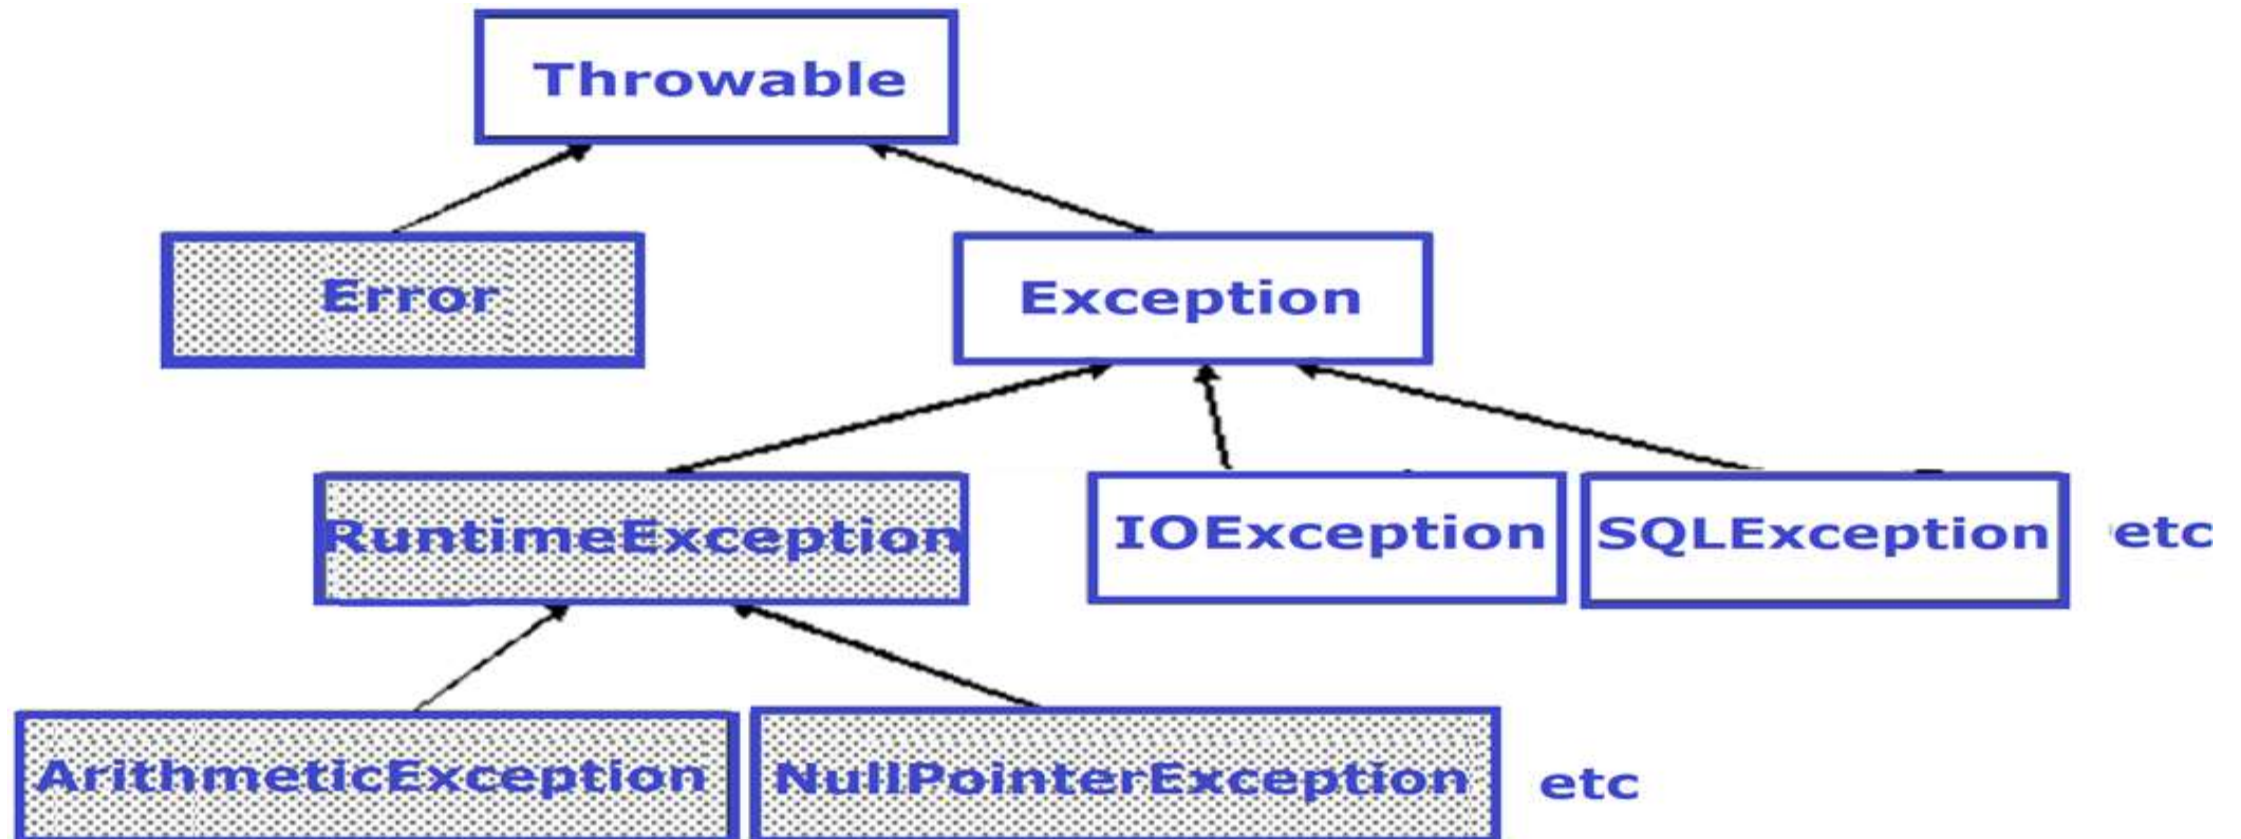 Throwable
Error
Exception
RuntimeException
IOException
SQLException
etc
ArithmeticException
NullPointerException
etc